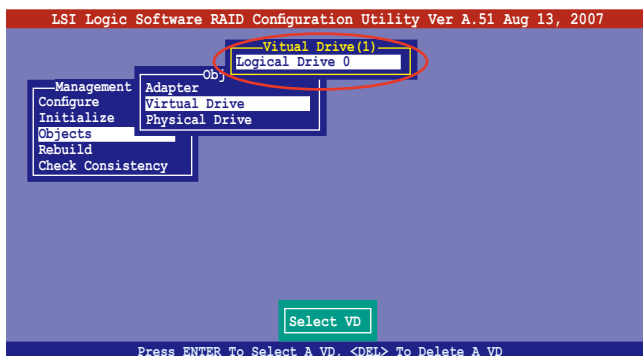 LSI Logic Software RAID Configuration Utility Ver A.51 Aug 13, 2007
Vitual Drive(1)
Logical Drive 0
Obj
Adapter
Virtual Drive
Physical Drive
Management
Configure
Initialize
Objects
Rebuild
Check Consistency
Select VD
Press ENTER To Select A VD, <DEL> To Delete A VD